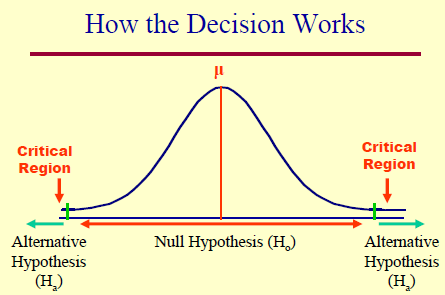 How the Decision Works
μ
Critical
Region
Critical
Region
Alternative
Hypothesis
(Ha)
Null Hypothesis (Ho)
Alternative
Hypothesis
(Ha)